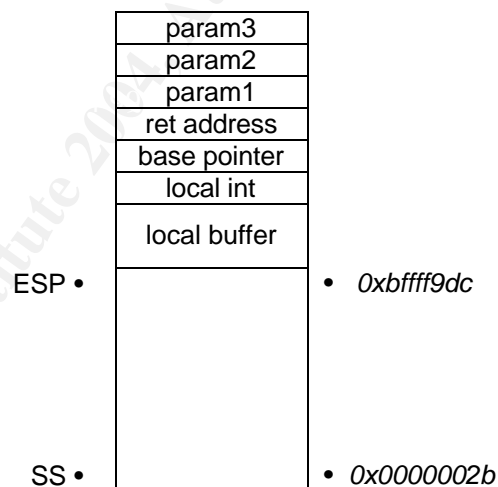 param3
param2
param1
ret address
base pointer
local int
local buffer
ESP • • 0xbffff9dc
SS • • 0x0000002b